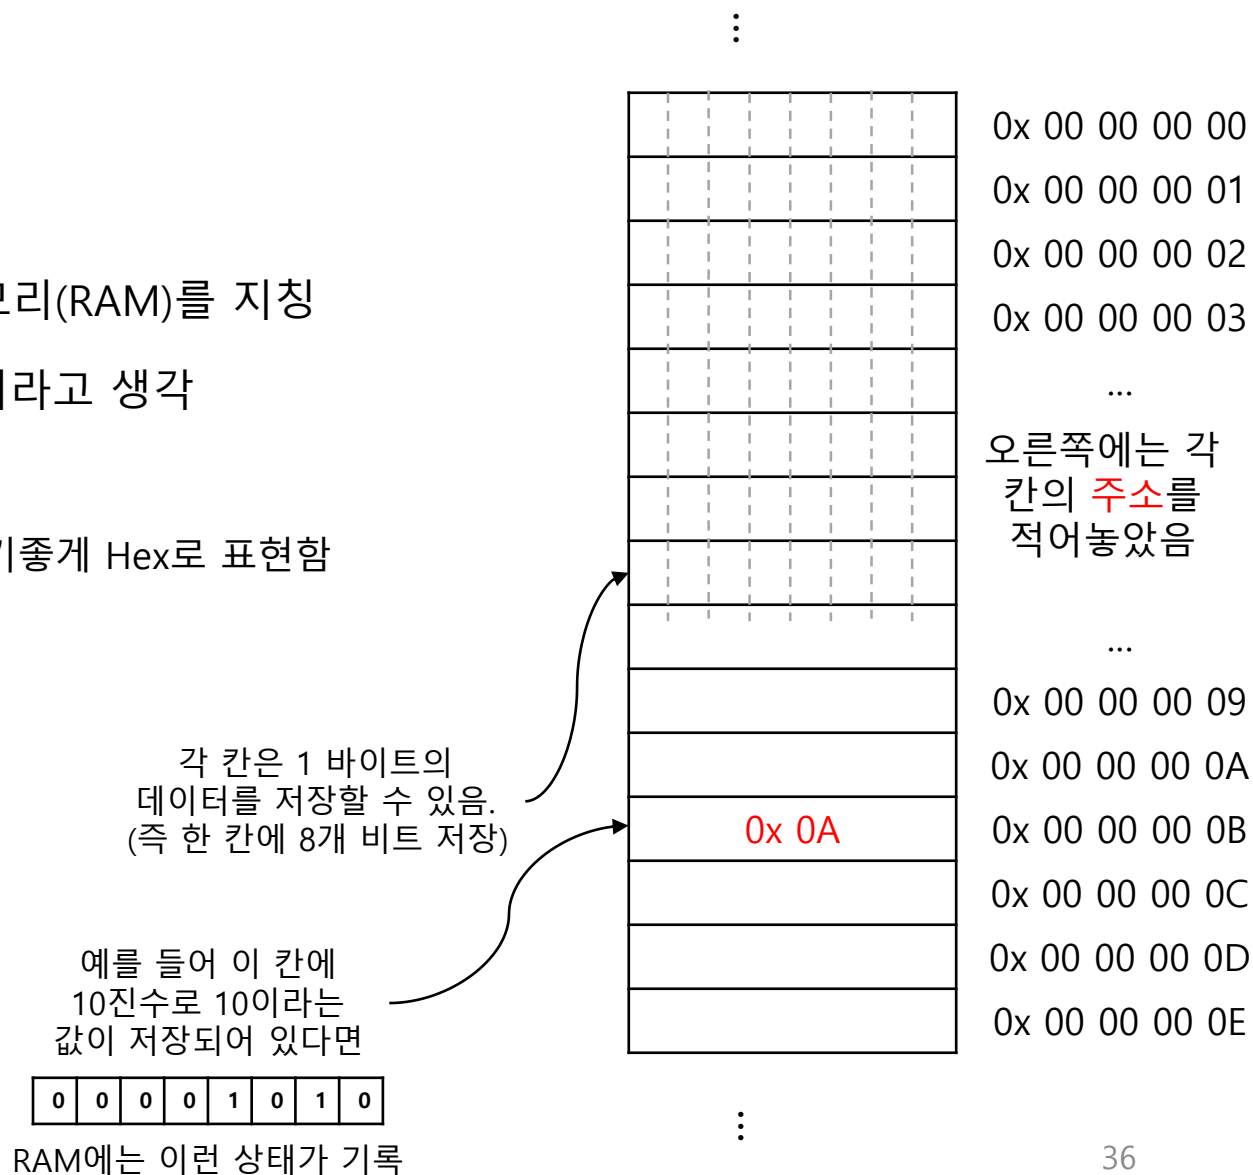 ⋮
0x 00 00 00 00
0x 00 00 00 01
0x 00 00 00 02
0x 00 00 00 03
...
오른쪽에는 각
칸의 주소를
적어놓았음
...
0x 00 00 00 09
0x 00 00 00 0A
0x 00 00 00 0B
0x 00 00 00 0C
0x 00 00 00 0D
0x 00 00 00 0E
(RAM)를 지칭
라고 생각
좋게 Hex로 표현함
각 칸은 1 바이트의
데이터를 저장할 수 있음.
(즉 한 칸에 8개 비트 저장)
0x 0A
예를 들어 이 칸에
10진수로 10이라는
값이 저장되어 있다면
0 0 0 0 1 0 1 0
RAM에는 이런 상태가 기록
⋮
36